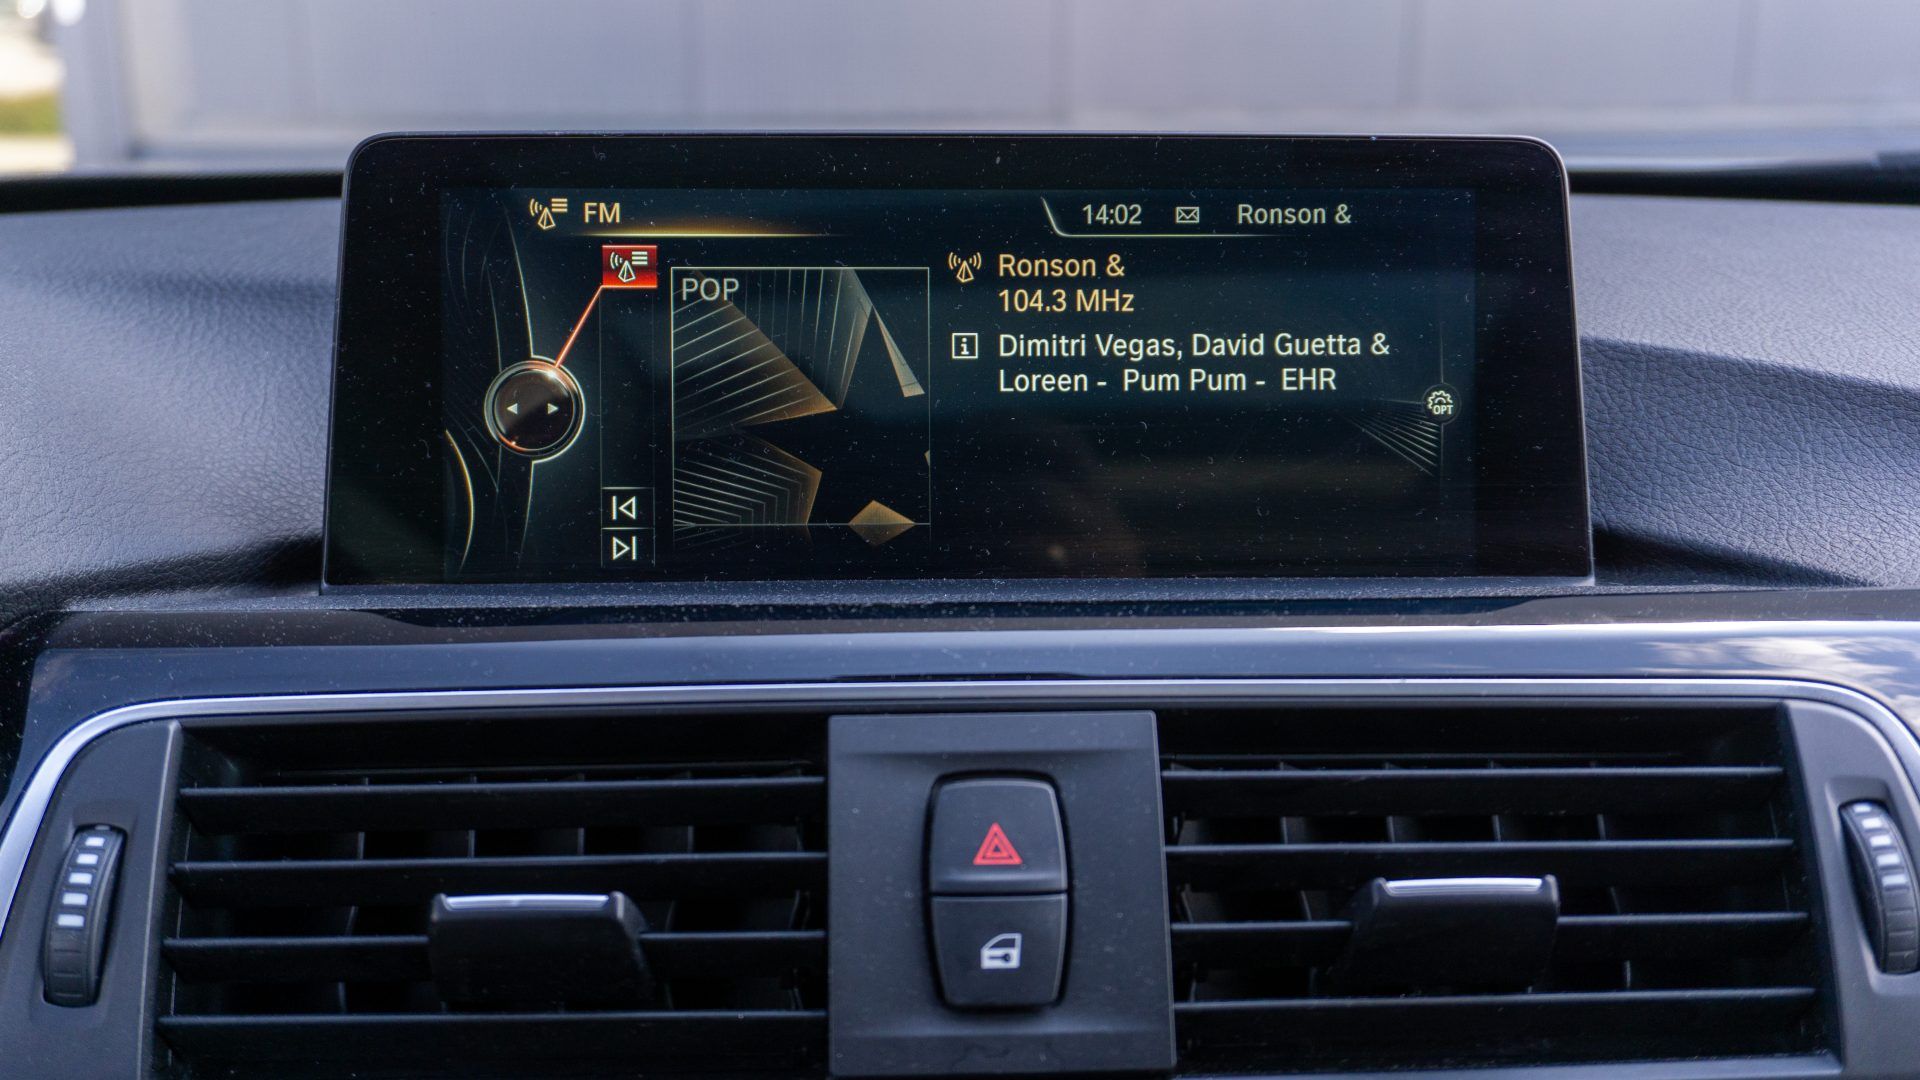 FM
14:02 Ronson &
POP
Ronson &
104.3 MHz
i Dimitri Vegas, David Guetta &
Loreen - Pum Pum - EHR
OPT